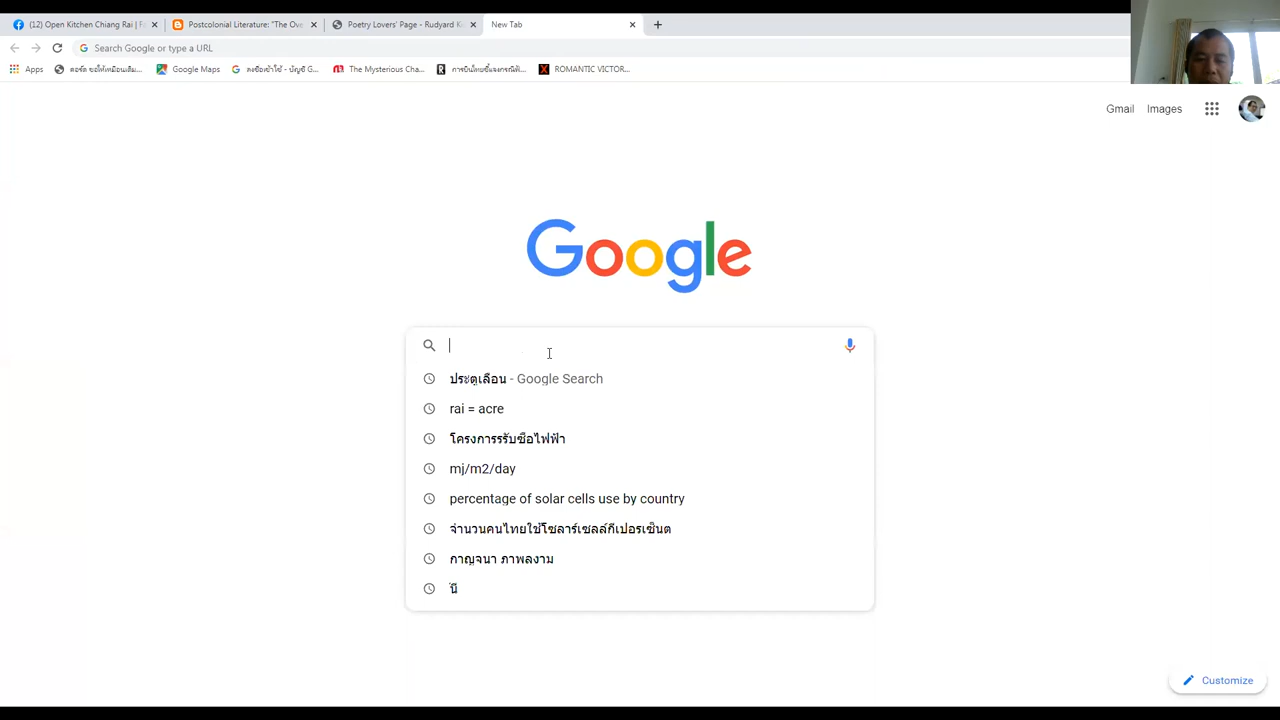 (12) Open Kitchen Chiang Rai | F
Postcolonial Literature: "The Ove
Poetry Lovers' Page - Rudyard K
New Tab
Search Google or type a URL
Apps
Google Maps
The Mysterious Cha...
ROMANTIC VICTOR...
Gmail
Images
Google
ประตูเลื่อน - Google Search
rai = acre
โครงการรรับซื้อไฟฟ้า
mj/m2/day
percentage of solar cells use by country
จำนวนคนไทยใช้โซลาร์เซลล์กี่เปอรเซ็นต
กาญจนา ภาพลงาม
นี
Customize